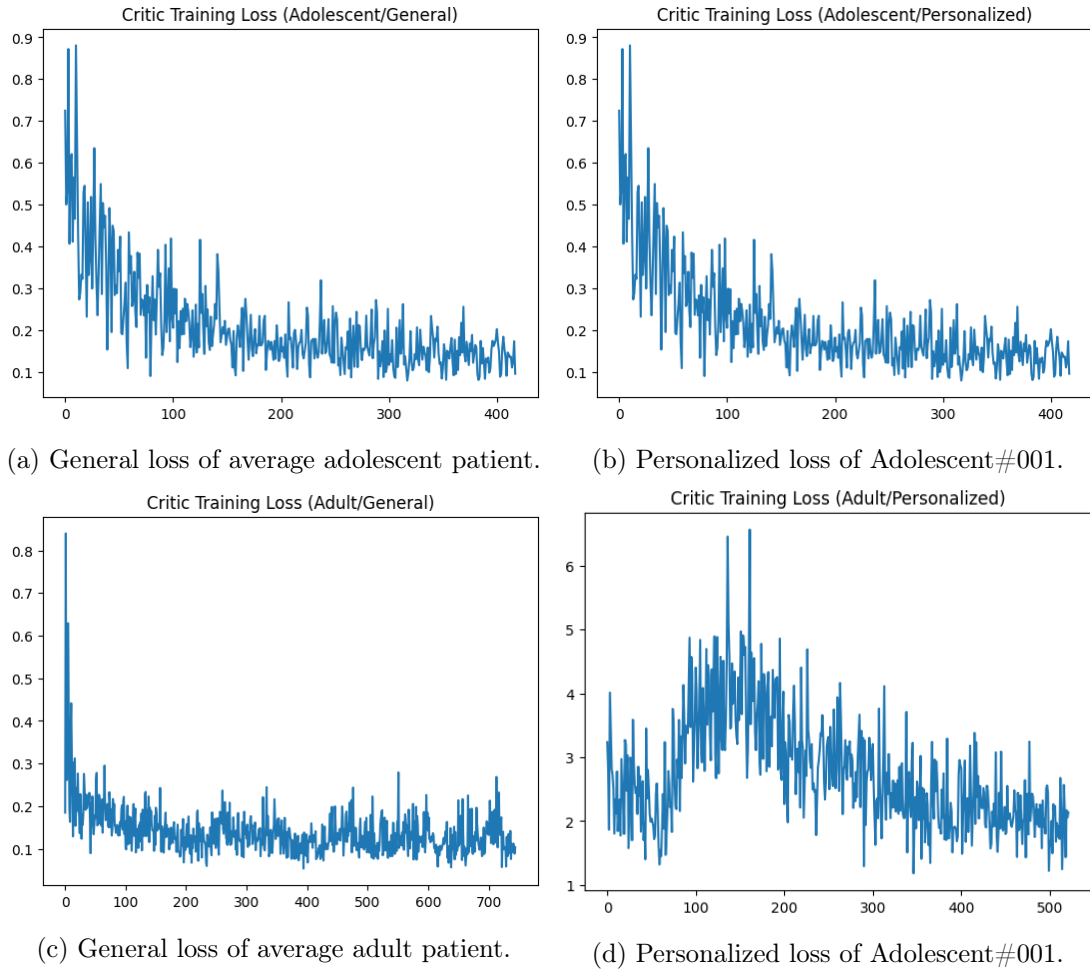 Critic Training Loss (Adolescent/General)
0.9
0.8
0.7
0.6
0.5
0.4
0.3
0.2
0.1
0 100 200 300 400
(a) General loss of average adolescent patient.
Critic Training Loss (Adolescent/Personalized)
0.9
0.8
0.7
0.6
0.5
0.4
0.3
0.2
0.1
0 100 200 300 400
(b) Personalized loss of Adolescent#001.
Critic Training Loss (Adult/General)
0.8
0.7
0.6
0.5
0.4
0.3
0.2
0.1
0 100 200 300 400 500 600 700
(c) General loss of average adult patient.
Critic Training Loss (Adult/Personalized)
6
5
4
3
2
1
0 100 200 300 400 500
(d) Personalized loss of Adolescent#001.